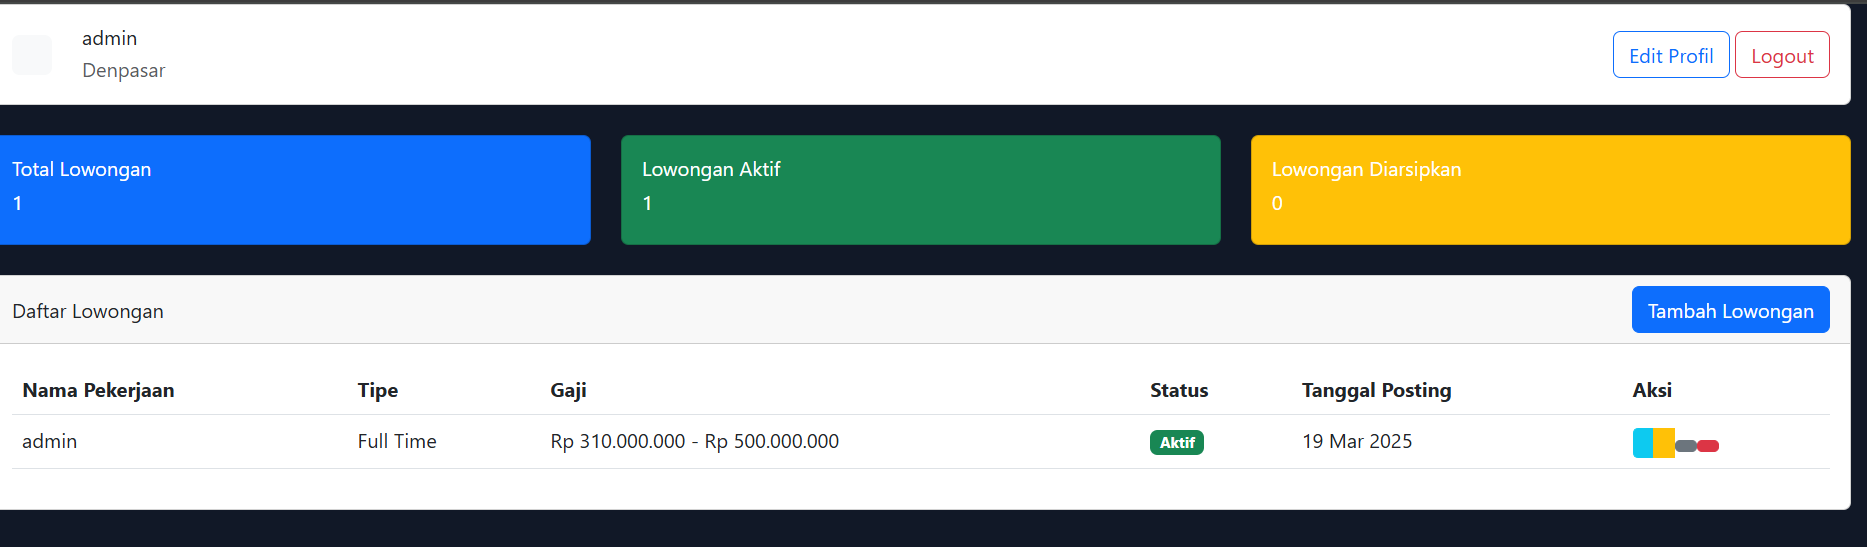 admin
Denpasar
Edit Profil
Logout
Total Lowongan
1
Lowongan Aktif
1
Lowongan Diarsipkan
0
Daftar Lowongan
Tambah Lowongan
Nama Pekerjaan Tipe Gaji Status Tanggal Posting Aksi
admin Full Time Rp 310.000.000 - Rp 500.000.000 Aktif 19 Mar 2025